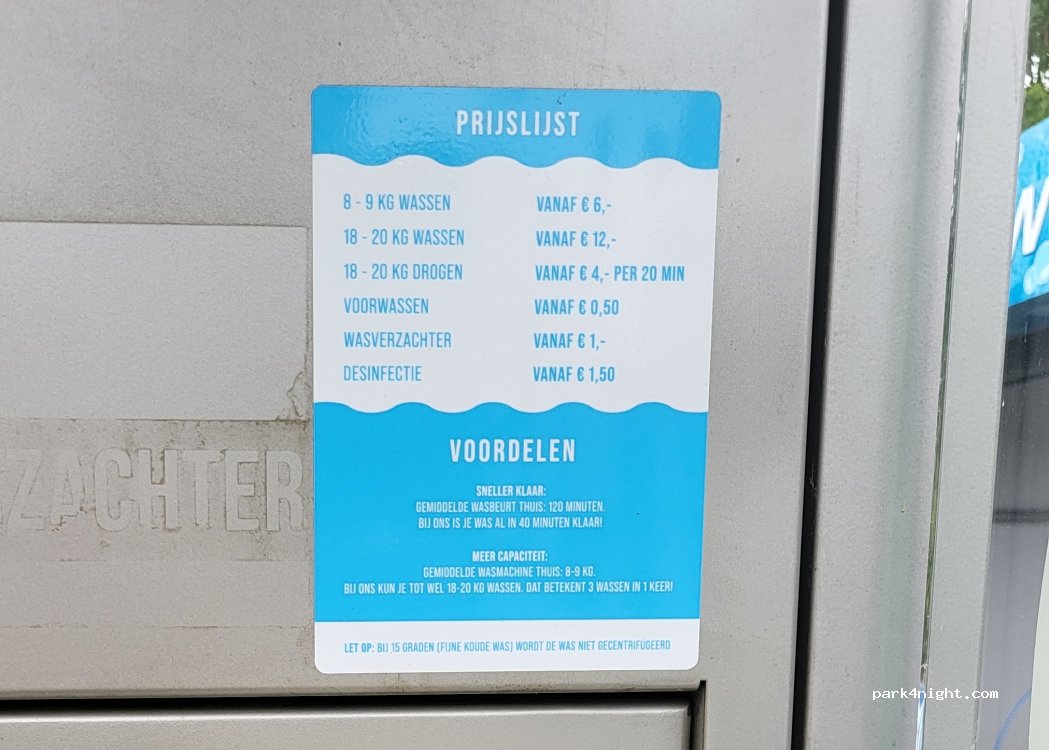 PRIJSLIJST
8 - 9 KG WASSEN VANAF € 6,-
18 - 20 KG WASSEN VANAF € 12,-
18 - 20 KG DROGEN VANAF € 4,- PER 20 MIN
VOORWASSEN VANAF € 0,50
WASVERZACHTER VANAF € 1,-
DESINFECTIE VANAF € 1,50
ZACHTER
VOORDELEN
SNELLER KLAAR:
GEMIDDELDE WASBEURT THUIS: 120 MINUTEN.
BIJ ONS IS JE WAS AL IN 40 MINUTEN KLAAR!
MEER CAPACITEIT:
GEMIDDELDE WASMACHINE THUIS: 8-9 KG.
BIJ ONS KUN JE TOT WEL 18-20 KG WASSEN. DAT BETEKENT 3 WASSEN IN 1 KEER!
LET OP: BIJ 15 GRADEN (FIJNE KOUDE WAS) WORDT DE WAS NIET GECENTRIFUGEERD
park4night.com